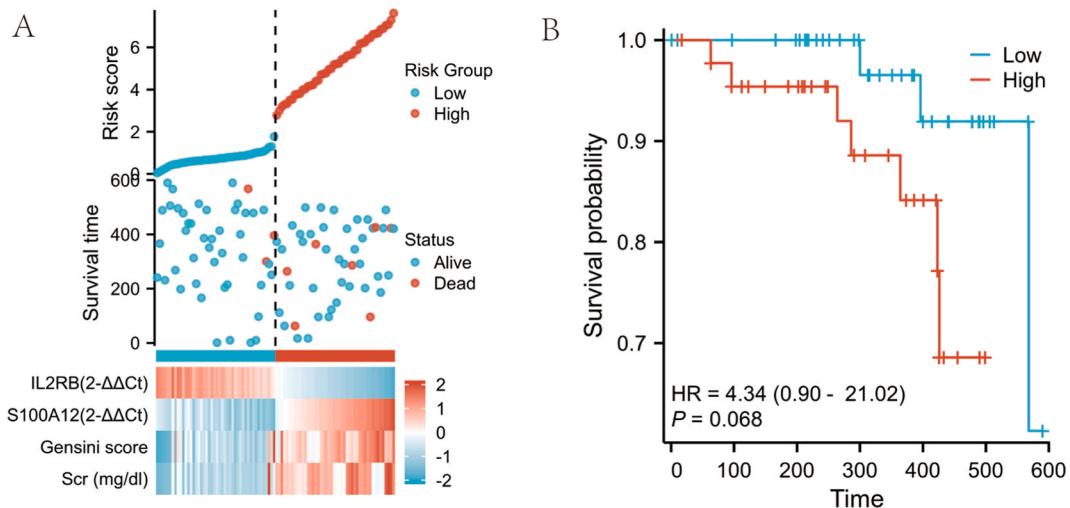 A
Risk score
6
4
2
0
Risk Group
Low
High
Survival time
600
400
200
0
Status
Alive
Dead
IL2RB(2-ΔΔCt)
S100A12(2-ΔΔCt)
Gensini score
Scr (mg/dl)
2
1
0
-1
-2
B
Survival probability
1.0
0.9
0.8
0.7
Low
High
HR = 4.34 (0.90 - 21.02)
P = 0.068
0 100 200 300 400 500 600
Time